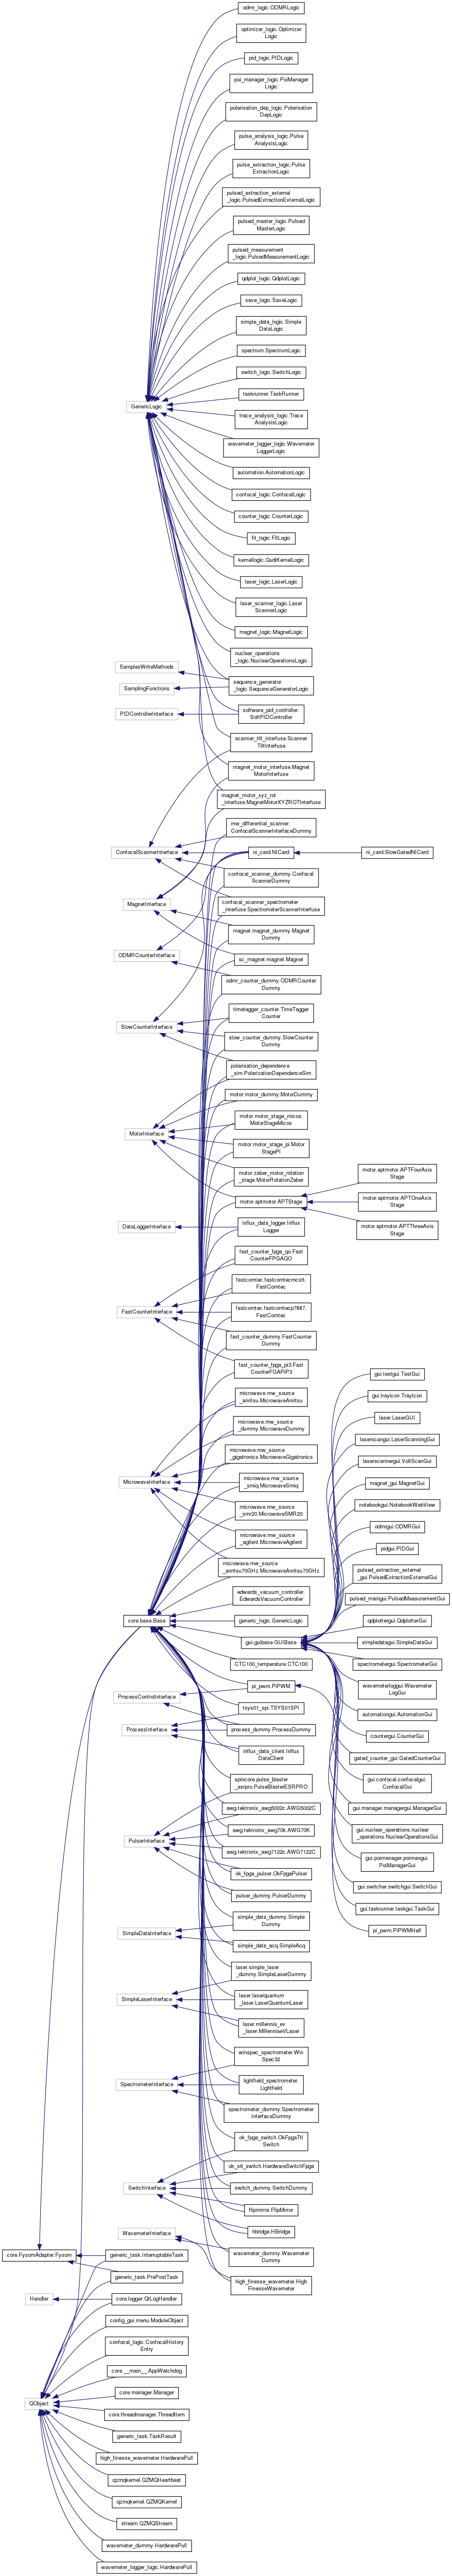 odmr_logic.ODMRLogic
optimizer_logic.Optimizer
Logic
pid_logic.PIDLogic
poi_manager_logic.PoiManager
Logic
polarisation_dep_logic.Polarisation
DepLogic
pulse_analysis_logic.Pulse
AnalysisLogic
pulse_extraction_logic.Pulse
ExtractionLogic
pulsed_extraction_external
_logic.PulsedExtractionExternalLogic
pulsed_master_logic.Pulsed
MasterLogic
pulsed_measurement
_logic.PulsedMeasurementLogic
qdplot_logic.QdplotLogic
save_logic.SaveLogic
simple_data_logic.Simple
DataLogic
spectrum.SpectrumLogic
switch_logic.SwitchLogic
taskrunner.TaskRunner
GenericLogic
trace_analysis_logic.Trace
AnalysisLogic
wavemeter_logger_logic.Wavemeter
LoggerLogic
automation.AutomationLogic
confocal_logic.ConfocalLogic
counter_logic.CounterLogic
fit_logic.FitLogic
kernellogic.QudiKernelLogic
laser_logic.LaserLogic
laser_scanner_logic.Laser
ScannerLogic
magnet_logic.MagnetLogic
nuclear_operations
_logic.NuclearOperationsLogic
SamplesWriteMethods
sequence_generator
_logic.SequenceGeneratorLogic
SamplingFunctions
PIDControllerInterface
software_pid_controller.
SoftPIDController
scanner_tilt_interfuse.Scanner
TiltInterfuse
magnet_motor_interfuse.Magnet
MotorInterfuse
magnet_motor_xyz_rot
_interfuse.MagnetMotorXYZROTInterfuse
mw_differential_scanner.
ConfocalScannerInterfaceDummy
ConfocalScannerInterface
ni_card.NICard
ni_card.SlowGatedNICard
confocal_scanner_dummy.Confocal
ScannerDummy
MagnetInterface
confocal_scanner_spectrometer
_interfuse.SpectrometerScannerInterfuse
magnet.magnet_dummy.Magnet
Dummy
ODMRCounterInterface
sc_magnet.magnet.Magnet
odmr_counter_dummy.ODMRCounter
Dummy
timetagger_counter.TimeTagger
Counter
SlowCounterInterface
slow_counter_dummy.SlowCounter
Dummy
polarisation_dependence
_sim.PolarizationDependenceSim
motor.motor_dummy.MotorDummy
motor.motor_stage_micos.
MotorStageMicos
MotorInterface
motor.motor_stage_pi.Motor
StagePI
motor.zaber_motor_rotation
_stage.MotorRotationZaber
motor.aptmotor.APTFourAxis
Stage
motor.aptmotor.APTStage
motor.aptmotor.APTOneAxis
Stage
motor.aptmotor.APTThreeAxis
Stage
DataLoggerInterface
influx_data_logger.Influx
Logger
fast_counter_fpga_qo.Fast
CounterFPGAQO
fastcomtec.fastcomtecmcs6.
FastComtec
FastCounterInterface
fastcomtec.fastcomtecp7887.
FastComtec
fast_counter_dummy.FastCounter
Dummy
fast_counter_fpga_pi3.Fast
CounterFGAPiP3
microwave.mw_source
_anritsu.MicrowaveAnritsu
microwave.mw_source
_dummy.MicrowaveDummy
microwave.mw_source
_gigatronics.MicrowaveGigatronics
MicrowaveInterface
microwave.mw_source
_smiq.MicrowaveSmiq
microwave.mw_source
_smr20.MicrowaveSMR20
microwave.mw_source
_agilent.MicrowaveAgilent
microwave.mw_source
_anritsu70GHz.MicrowaveAnritsu70GHz
edwards_vacuum_controller.
EdwardsVacuumController
core.base.Base
generic_logic.GenericLogic
gui.guibase.GUIBase
CTC100_temperature.CTC100
pi_pwm.PiPWM
ProcessControlInterface
tsys01_spi.TSYS01SPI
ProcessInterface
process_dummy.ProcessDummy
influx_data_client.Influx
DataClient
gui.testgui.TestGui
gui.trayicon.TrayIcon
laser.LaserGUI
laserscangui.LaserScanningGui
laserscannergui.VoltScanGui
magnet_gui.MagnetGui
notebookgui.NotebookWebView
odmrgui.ODMRGui
pidgui.PIDGui
pulsed_extraction_external
_gui.PulsedExtractionExternalGui
pulsed_maingui.PulsedMeasurementGui
qdplottergui.QdplotterGui
simpledatagui.SimpleDataGui
spectrometergui.SpectrometerGui
wavemeterloggui.Wavemeter
LogGui
automationgui.AutomationGui
countergui.CounterGui
gated_counter_gui.GatedCounterGui
gui.confocal.confocalgui.
ConfocalGui
gui.manager.managergui.ManagerGui
gui.nuclear_operations.nuclear
_operations.NuclearOperationsGui
gui.poimanager.poimangui.
PoiManagerGui
gui.switcher.switchgui.SwitchGui
gui.taskrunner.taskgui.TaskGui
pi_pwm.PiPWMHalf
spincore.pulse_blaster
_esrpro.PulseBlasterESRPRO
awg.tektronix_awg5002c.AWG5002C
awg.tektronix_awg70k.AWG70K
PulserInterface
awg.tektronix_awg7122c.AWG7122C
ok_fpga_pulser.OkFpgaPulser
pulser_dummy.PulserDummy
simple_data_dummy.Simple
Dummy
SimpleDataInterface
simple_data_acq.SimpleAcq
laser.simple_laser
_dummy.SimpleLaserDummy
SimpleLaserInterface
laser.laserquantum
_laser.LaserQuantumLaser
laser.millennia_ev
_laser.MillenniaeVLaser
winspec_spectrometer.Win
Spec32
SpectrometerInterface
lightfield_spectrometer.
Lightfield
spectrometer_dummy.Spectrometer
InterfaceDummy
ok_fpga_switch.OkFpgaTtl
Switch
ok_s6_switch.HardwareSwitchFpga
SwitchInterface
switch_dummy.SwitchDummy
flipmirror.FlipMirror
hbridge.HBridge
WavemeterInterface
wavemeter_dummy.Wavemeter
Dummy
high_finesse_wavemeter.High
FinesseWavemeter
core.FysomAdapter.Fysom
generic_task.InterruptableTask
generic_task.PrePostTask
Handler
core.logger.QtLogHandler
config_gui.menu.ModuleObject
confocal_logic.ConfocalHistory
Entry
core.__main__.AppWatchdog
core.manager.Manager
QObject
core.threadmanager.ThreadItem
generic_task.TaskResult
high_finesse_wavemeter.HardwarePull
qzmqkernel.QZMQHeartbeat
qzmqkernel.QZMQKernel
stream.QZMQStream
wavemeter_dummy.HardwarePull
wavemeter_logger_logic.HardwarePull